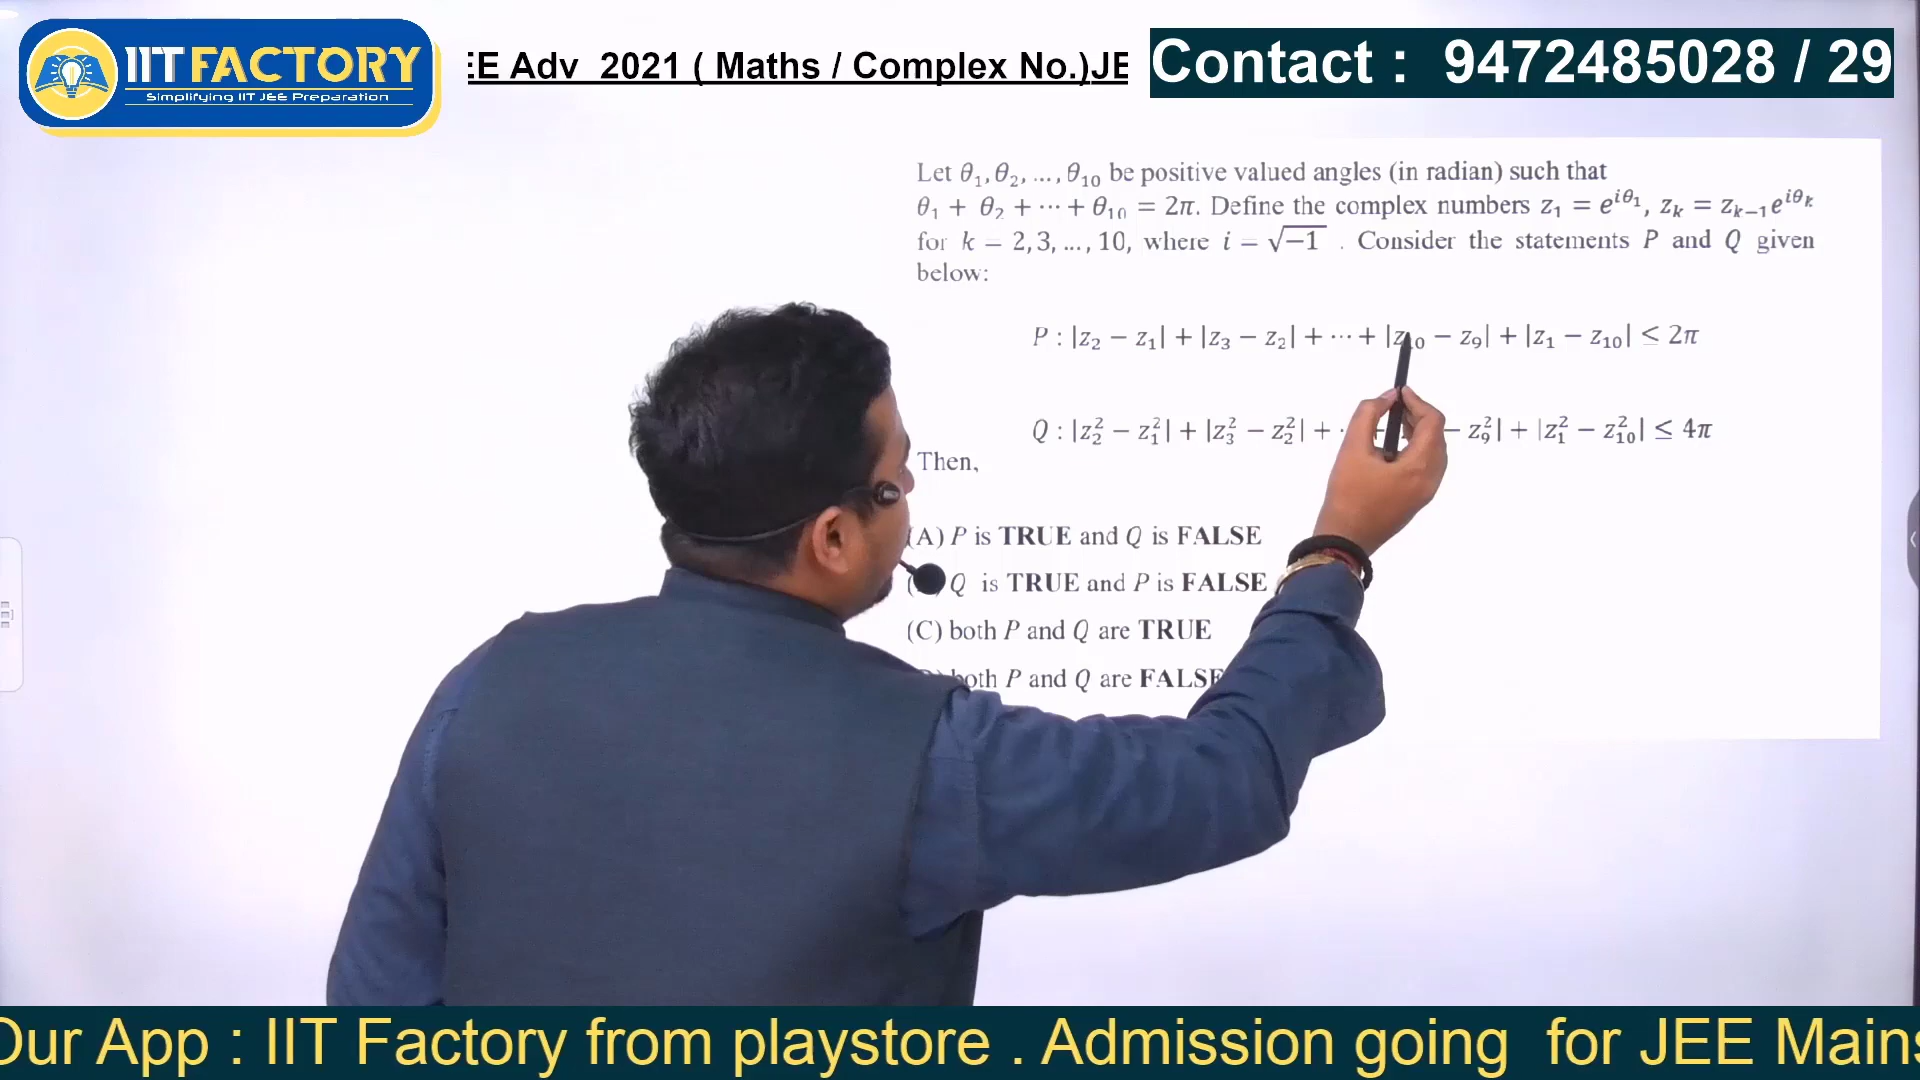 IIT FACTORY
Simplifying IIT JEE Preparation
EE Adv 2021 ( Maths / Complex No.)JE
Contact : 9472485028 / 29
Let θ₁, θ₂, ..., θ₁₀ be positive valued angles (in radian) such that
θ₁ + θ₂ + ··· + θ₁₀ = 2π. Define the complex numbers z₁ = e^{iθ₁}, zₖ = zₖ₋₁e^{iθₖ}
for k = 2, 3, ..., 10, where i = √−1 . Consider the statements P and Q given
below:
P : |z₂ − z₁| + |z₃ − z₂| + ··· + |z₁₀ − z₉| + |z₁ − z₁₀| ≤ 2π
Q : |z₂² − z₁²| + |z₃² − z₂²| + · − z₉²| + |z₁² − z₁₀²| ≤ 4π
Then,
(A) P is TRUE and Q is FALSE
Q is TRUE and P is FALSE
(C) both P and Q are TRUE
both P and Q are FALSE
Our App : IIT Factory from playstore . Admission going for JEE Mains